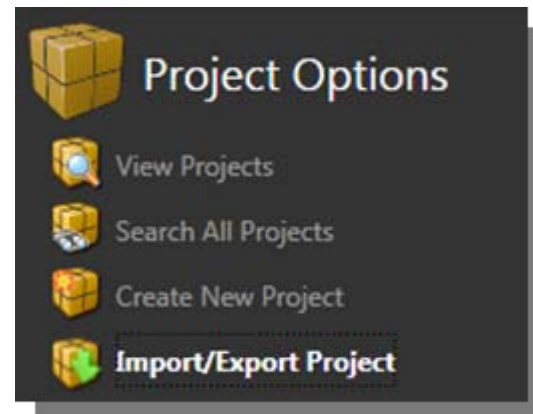 Project Options
View Projects
Search All Projects
Create New Project
Import/Export Project